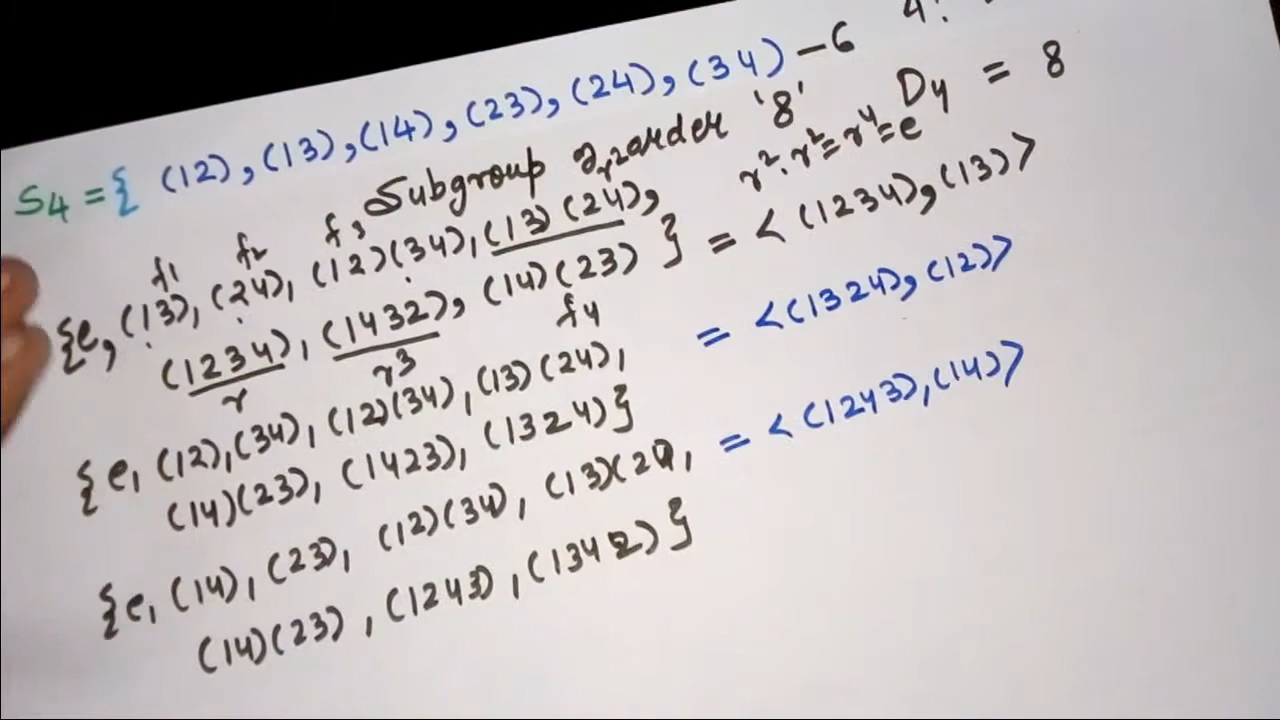 4!
S4 = { (12), (13), (14), (23), (24), (34) - 6
Subgroup of order '8'
D4 = 8
r².r² = r⁴ = e
f1 f2 f3 r²
{e, (13), (24), (12)(34), (13)(24),
(1234), (1432), (14)(23) } = <(1234), (13)>
r r3 f4
{e, (12), (34), (12)(34), (13)(24), = <(1324), (12)>
(14)(23), (1423), (1324)}
{e, (14), (23), (12)(34), (13)(24), = <(1243), (14)>
(14)(23), (1243), (1342)}